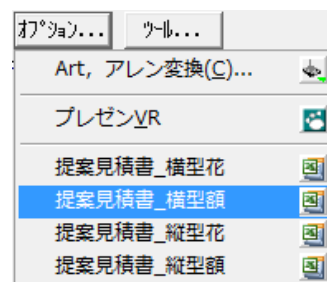 ｵﾌﾟｼｮﾝ... ﾂｰﾙ...
Art, アレン変換(C)...
プレゼンVR
提案見積書_横型花
提案見積書_横型額
提案見積書_縦型花
提案見積書_縦型額